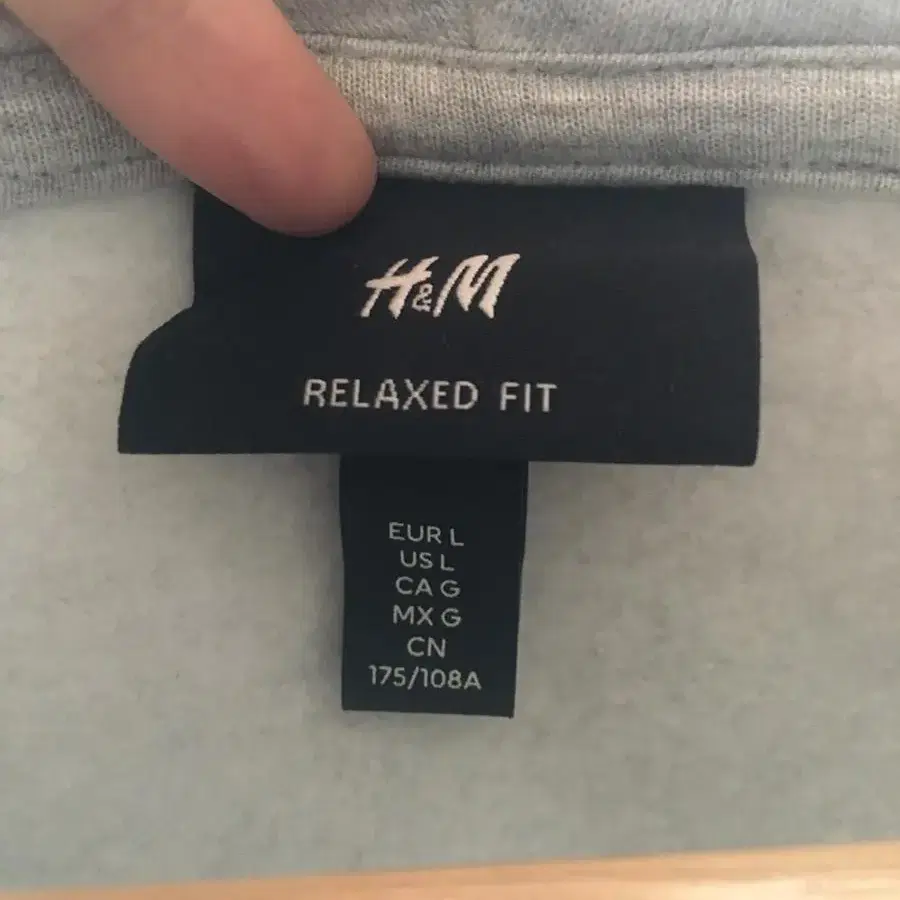 H&M
RELAXED FIT
EUR L
US L
CA G
MX G
CN
175/108A